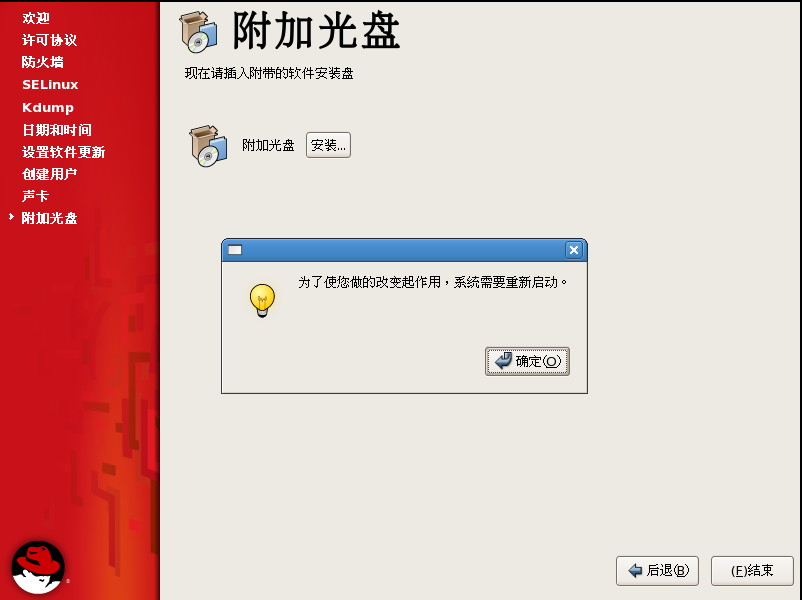 欢迎
许可协议
防火墙
SELinux
Kdump
日期和时间
设置软件更新
创建用户
声卡
附加光盘
附加光盘
现在请插入附带的软件安装盘
附加光盘 安装...
为了使您做的改变起作用，系统需要重新启动。
确定(O)
后退(B) (F)结束